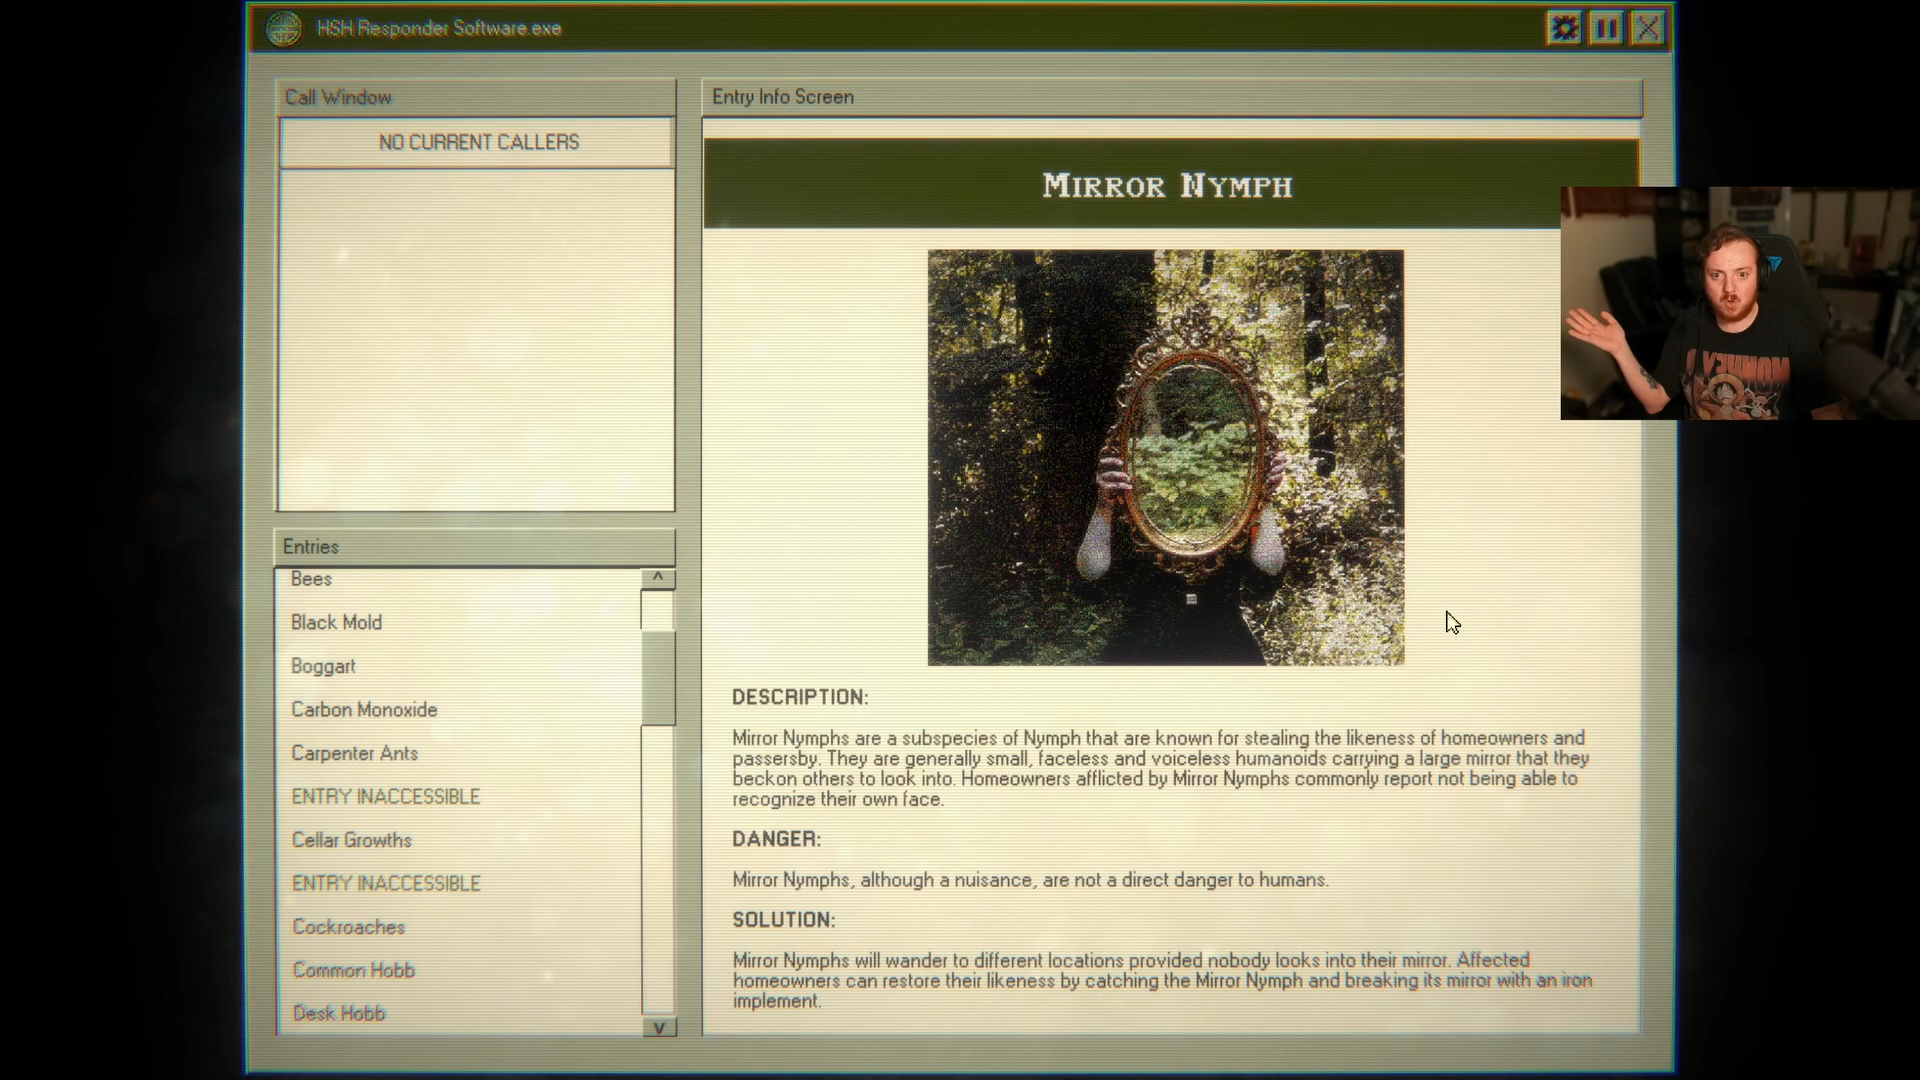 HSH Responder Software.exe
Call Window
NO CURRENT CALLERS
Entries
Bees
Black Mold
Boggart
Carbon Monoxide
Carpenter Ants
ENTRY INACCESSIBLE
Cellar Growths
ENTRY INACCESSIBLE
Cockroaches
Common Hobb
Desk Hobb
Entry Info Screen
MIRROR NYMPH
DESCRIPTION:
Mirror Nymphs are a subspecies of Nymph that are known for stealing the likeness of homeowners and
passersby. They are generally small, faceless and voiceless humanoids carrying a large mirror that they
beckon others to look into. Homeowners afflicted by Mirror Nymphs commonly report not being able to
recognize their own face.
DANGER:
Mirror Nymphs, although a nuisance, are not a direct danger to humans.
SOLUTION:
Mirror Nymphs will wander to different locations provided nobody looks into their mirror. Affected
homeowners can restore their likeness by catching the Mirror Nymph and breaking its mirror with an iron
implement.